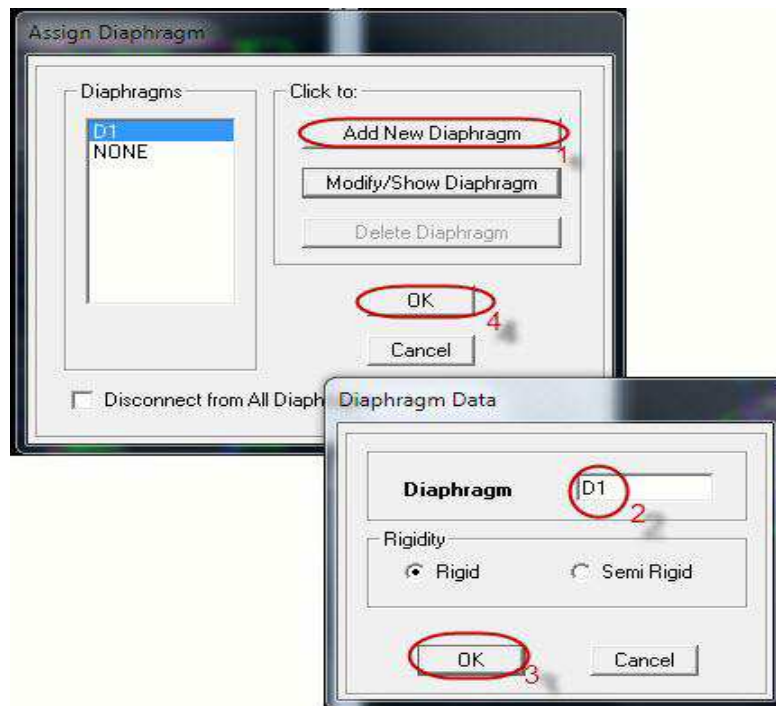 Assign Diaphragm
Diaphragms
D1
NONE
Click to:
Add New Diaphragm
1
Modify/Show Diaphragm
Delete Diaphragm
OK
4
Cancel
Disconnect from All Diaph
Diaphragm Data
Diaphragm
D1
2
Rigidity
Rigid
Semi Rigid
OK
3
Cancel